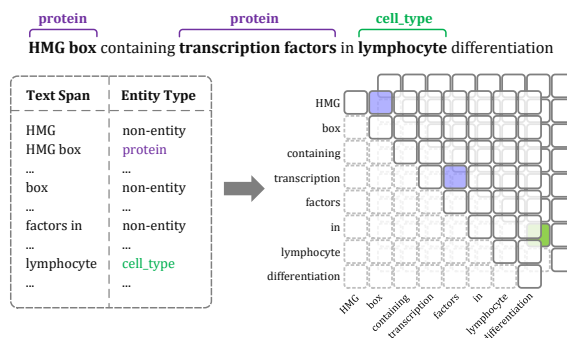 protein protein cell_type
HMG box containing transcription factors in lymphocyte differentiation
Text Span Entity Type
HMG non-entity
HMG box protein
... ...
box non-entity
... ...
factors in non-entity
... ...
lymphocyte cell_type
... ...
HMG
box
containing
transcription
factors
in
lymphocyte
differentiation
HMG
box
containing
transcription
factors
in
lymphocyte
differentiation